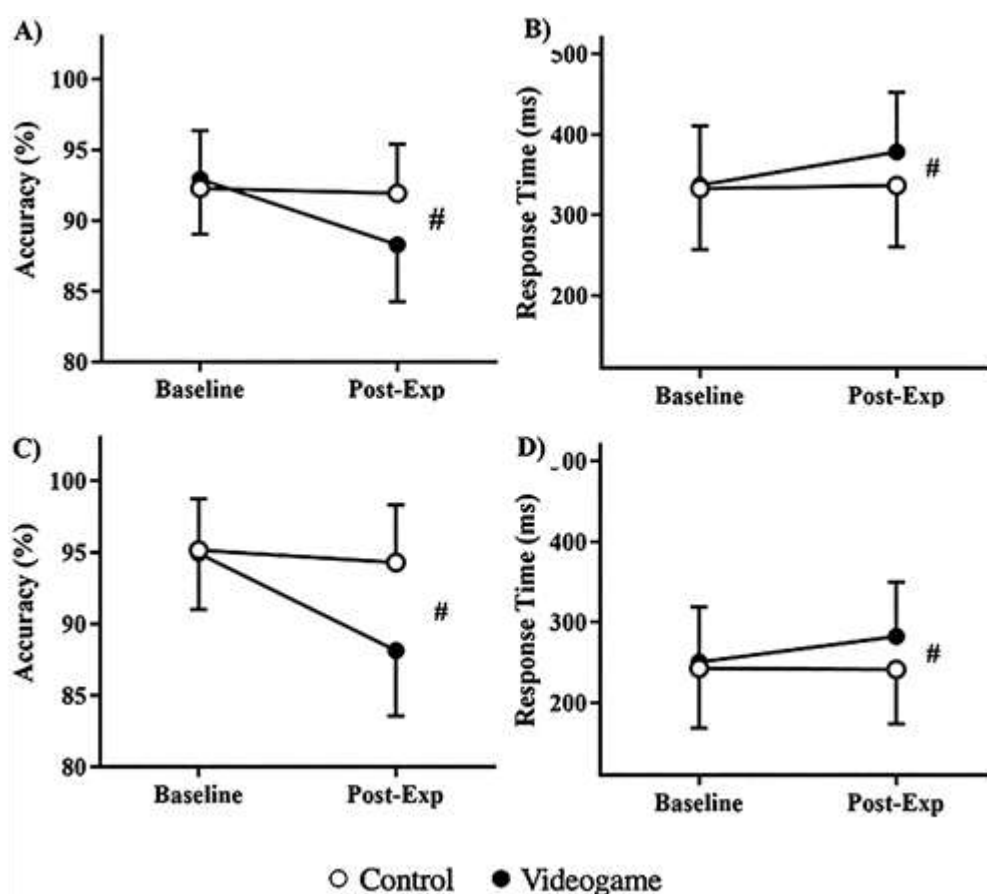 A)
Accuracy (%)
100
95
90
85
80
#
Baseline Post-Exp
B)
Response Time (ms)
500
400
300
200
#
Baseline Post-Exp
C)
Accuracy (%)
100
95
90
85
80
#
Baseline Post-Exp
D)
Response Time (ms)
400
300
200
#
Baseline Post-Exp
Control Videogame